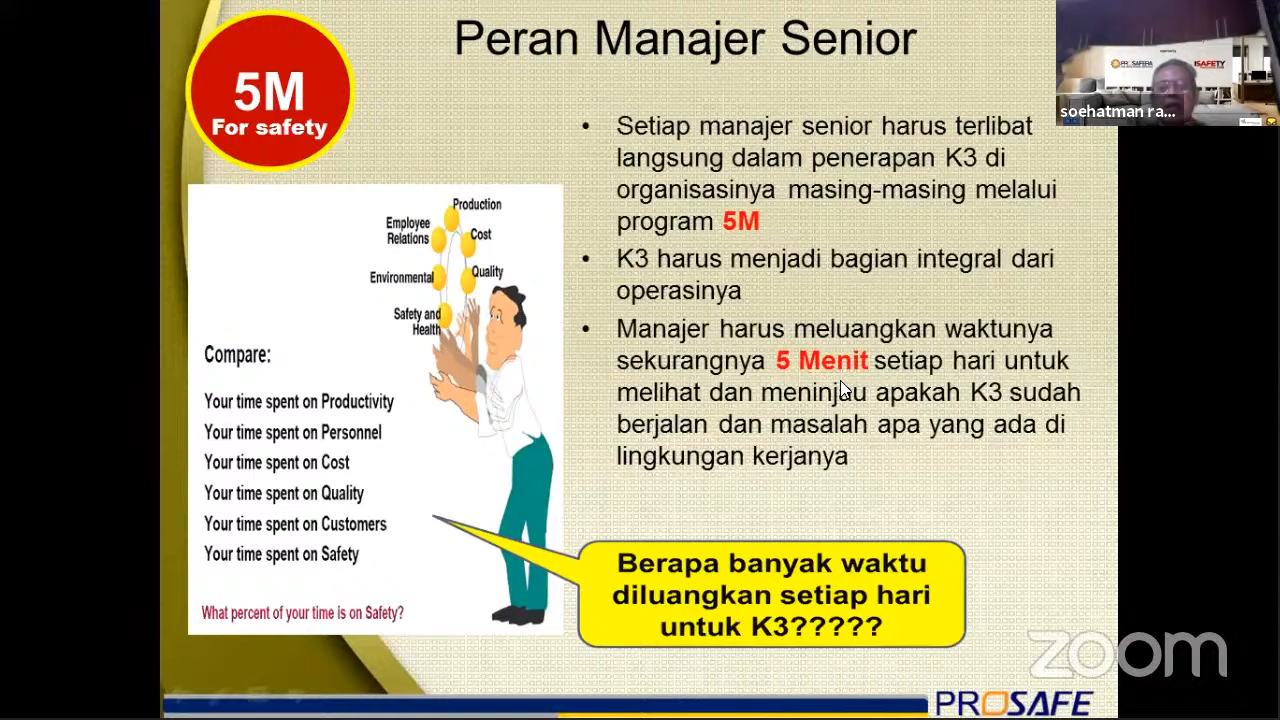 Peran Manajer Senior
5M
For safety
PROSAFE
ISAFETY
soehatman ra...
• Setiap manajer senior harus terlibat
langsung dalam penerapan K3 di
organisasinya masing-masing melalui
program 5M
• K3 harus menjadi bagian integral dari
operasinya
• Manajer harus meluangkan waktunya
sekurangnya 5 Menit setiap hari untuk
melihat dan meninjau apakah K3 sudah
berjalan dan masalah apa yang ada di
lingkungan kerjanya
Production
Employee
Relations
Cost
Environmental
Quality
Safety and
Health
Compare:
Your time spent on Productivity
Your time spent on Personnel
Your time spent on Cost
Your time spent on Quality
Your time spent on Customers
Your time spent on Safety
What percent of your time is on Safety?
Berapa banyak waktu
diluangkan setiap hari
untuk K3?????
zoom
PROSAFE